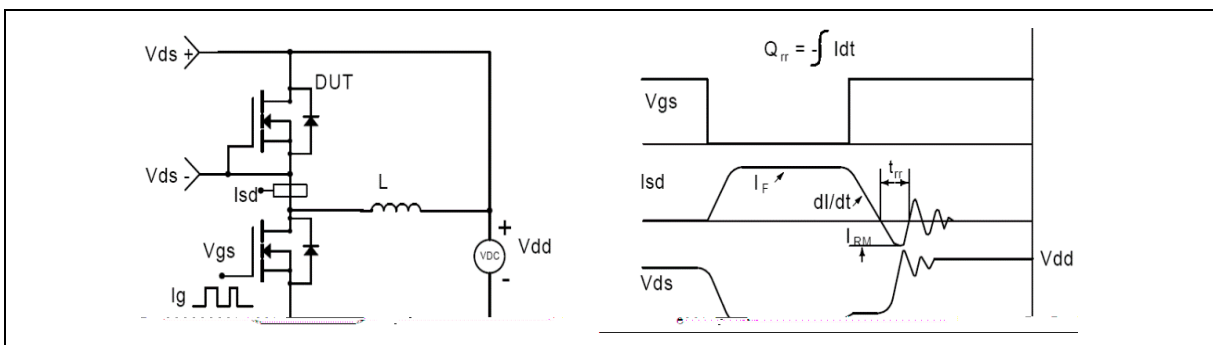 Vds +
DUT
Vds -
Isd
L
Vgs
Ig
+
VDC
-
Vdd
Q rr = - ∫ Idt
Vgs
Isd
I F
dI/dt
t rr
I RM
Vdd
Vds